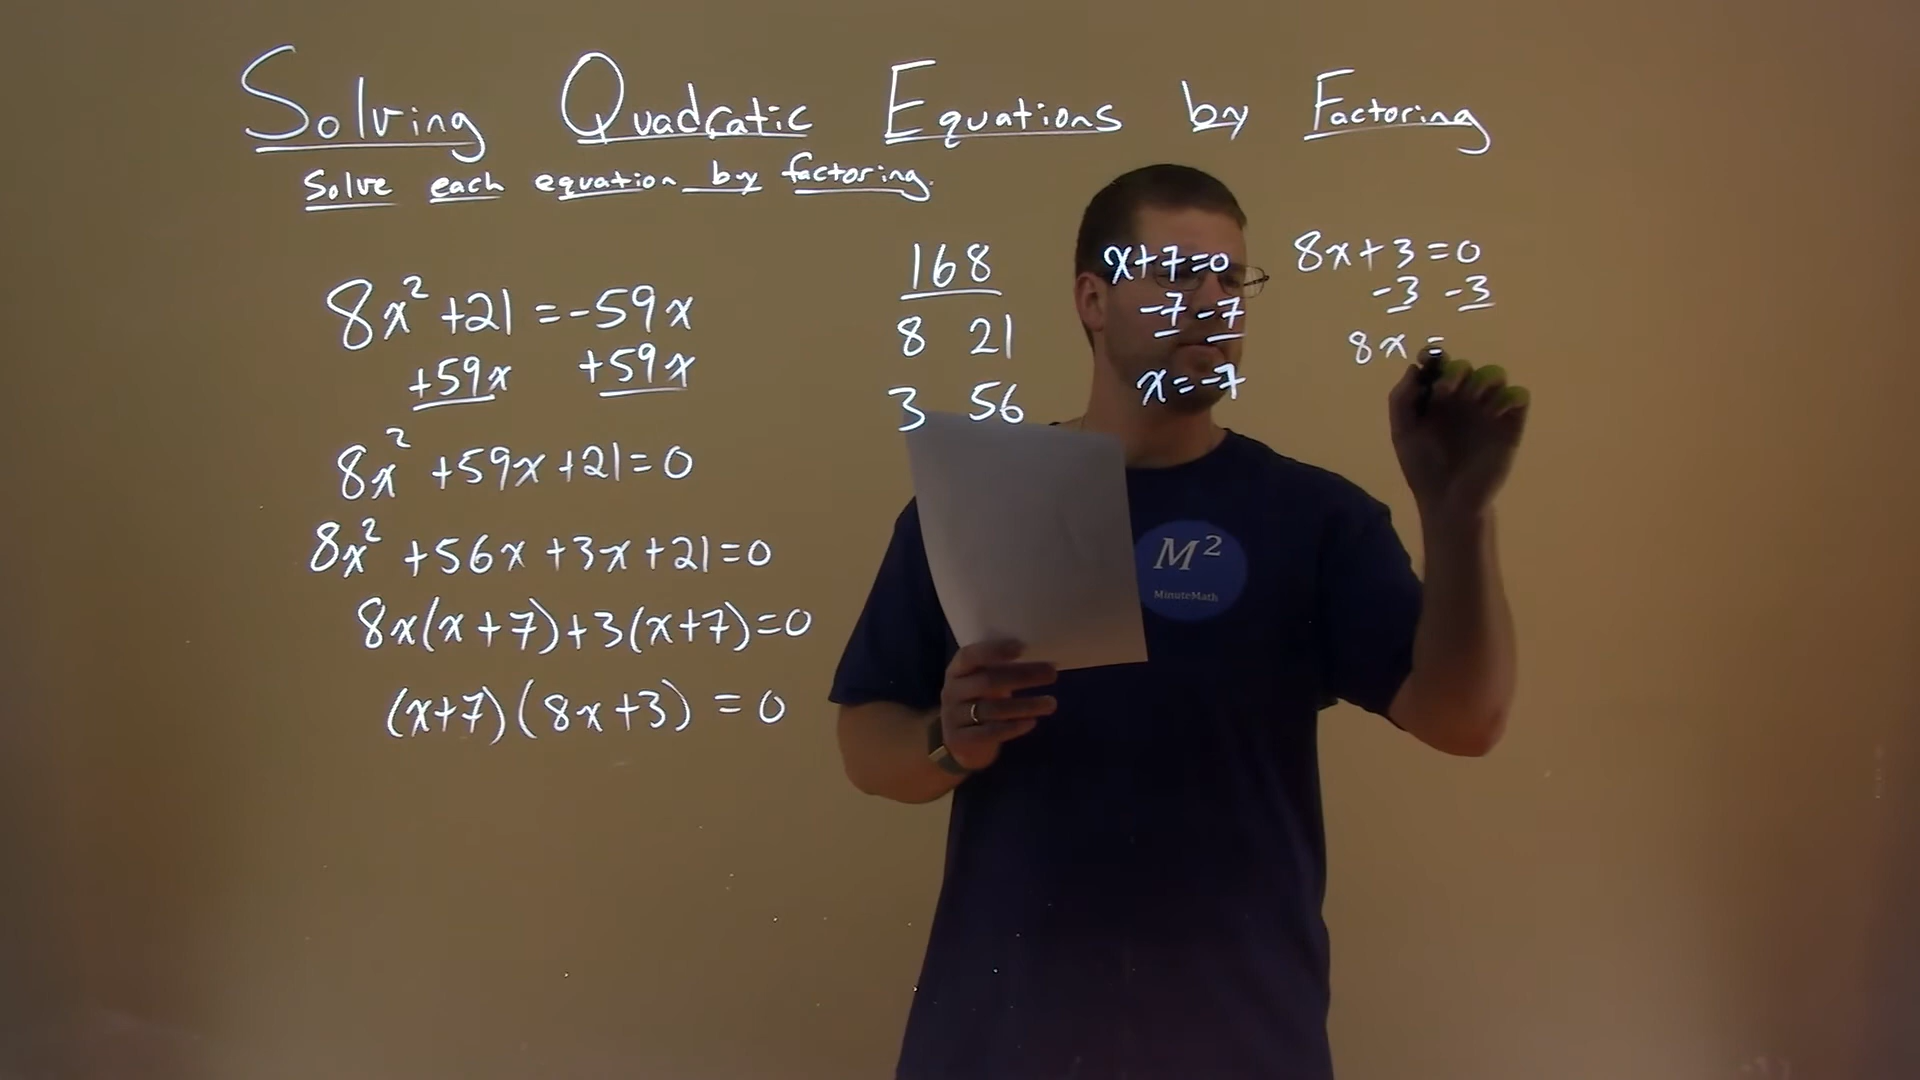 Solving Quadratic Equations by Factoring
Solve each equation by factoring.
8x² +21 = -59x
+59x +59x
8x² +59x +21 = 0
8x² +56x +3x +21 = 0
8x(x+7)+3(x+7)=0
(x+7)(8x+3) = 0
168
8 21
3 56
x+7=0
-7 -7
x=-7
8x+3=0
-3 -3
8x =
M²
MinuteMath